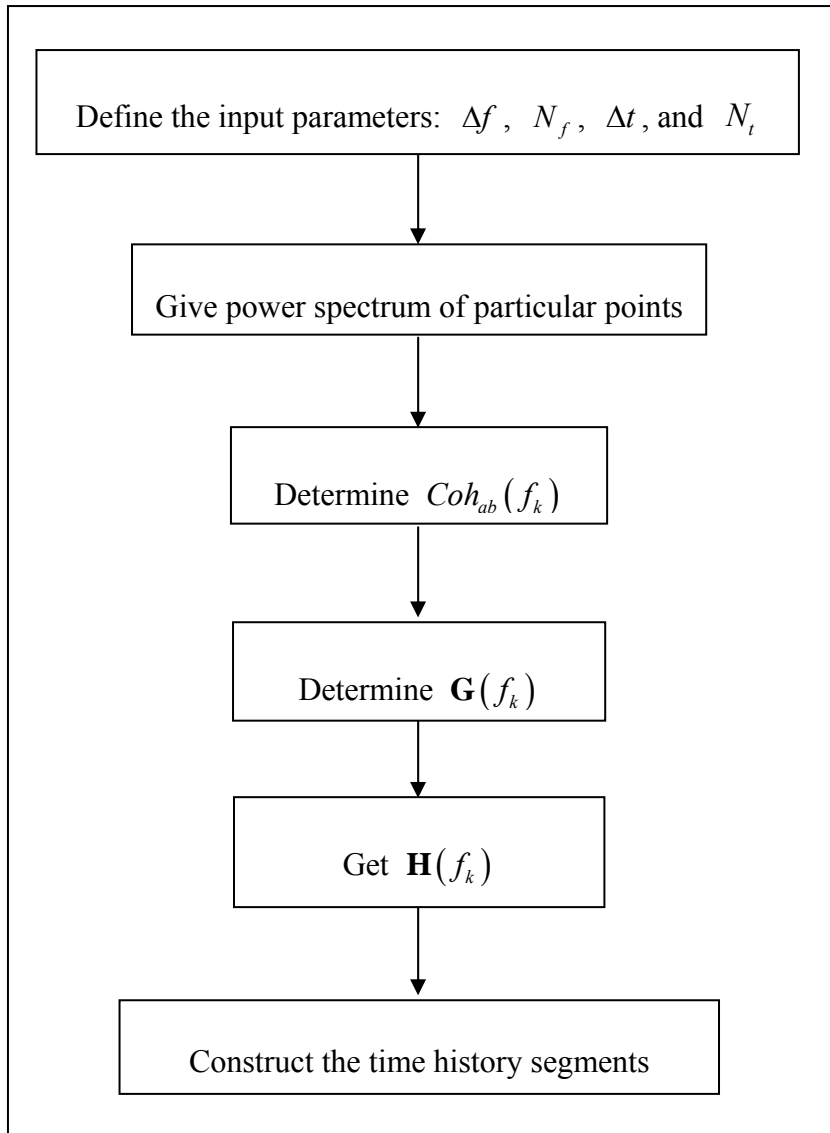 Define the input parameters: Δf , N_f , Δt , and N_t
Give power spectrum of particular points
Determine Coh_ab(f_k)
Determine G(f_k)
Get H(f_k)
Construct the time history segments